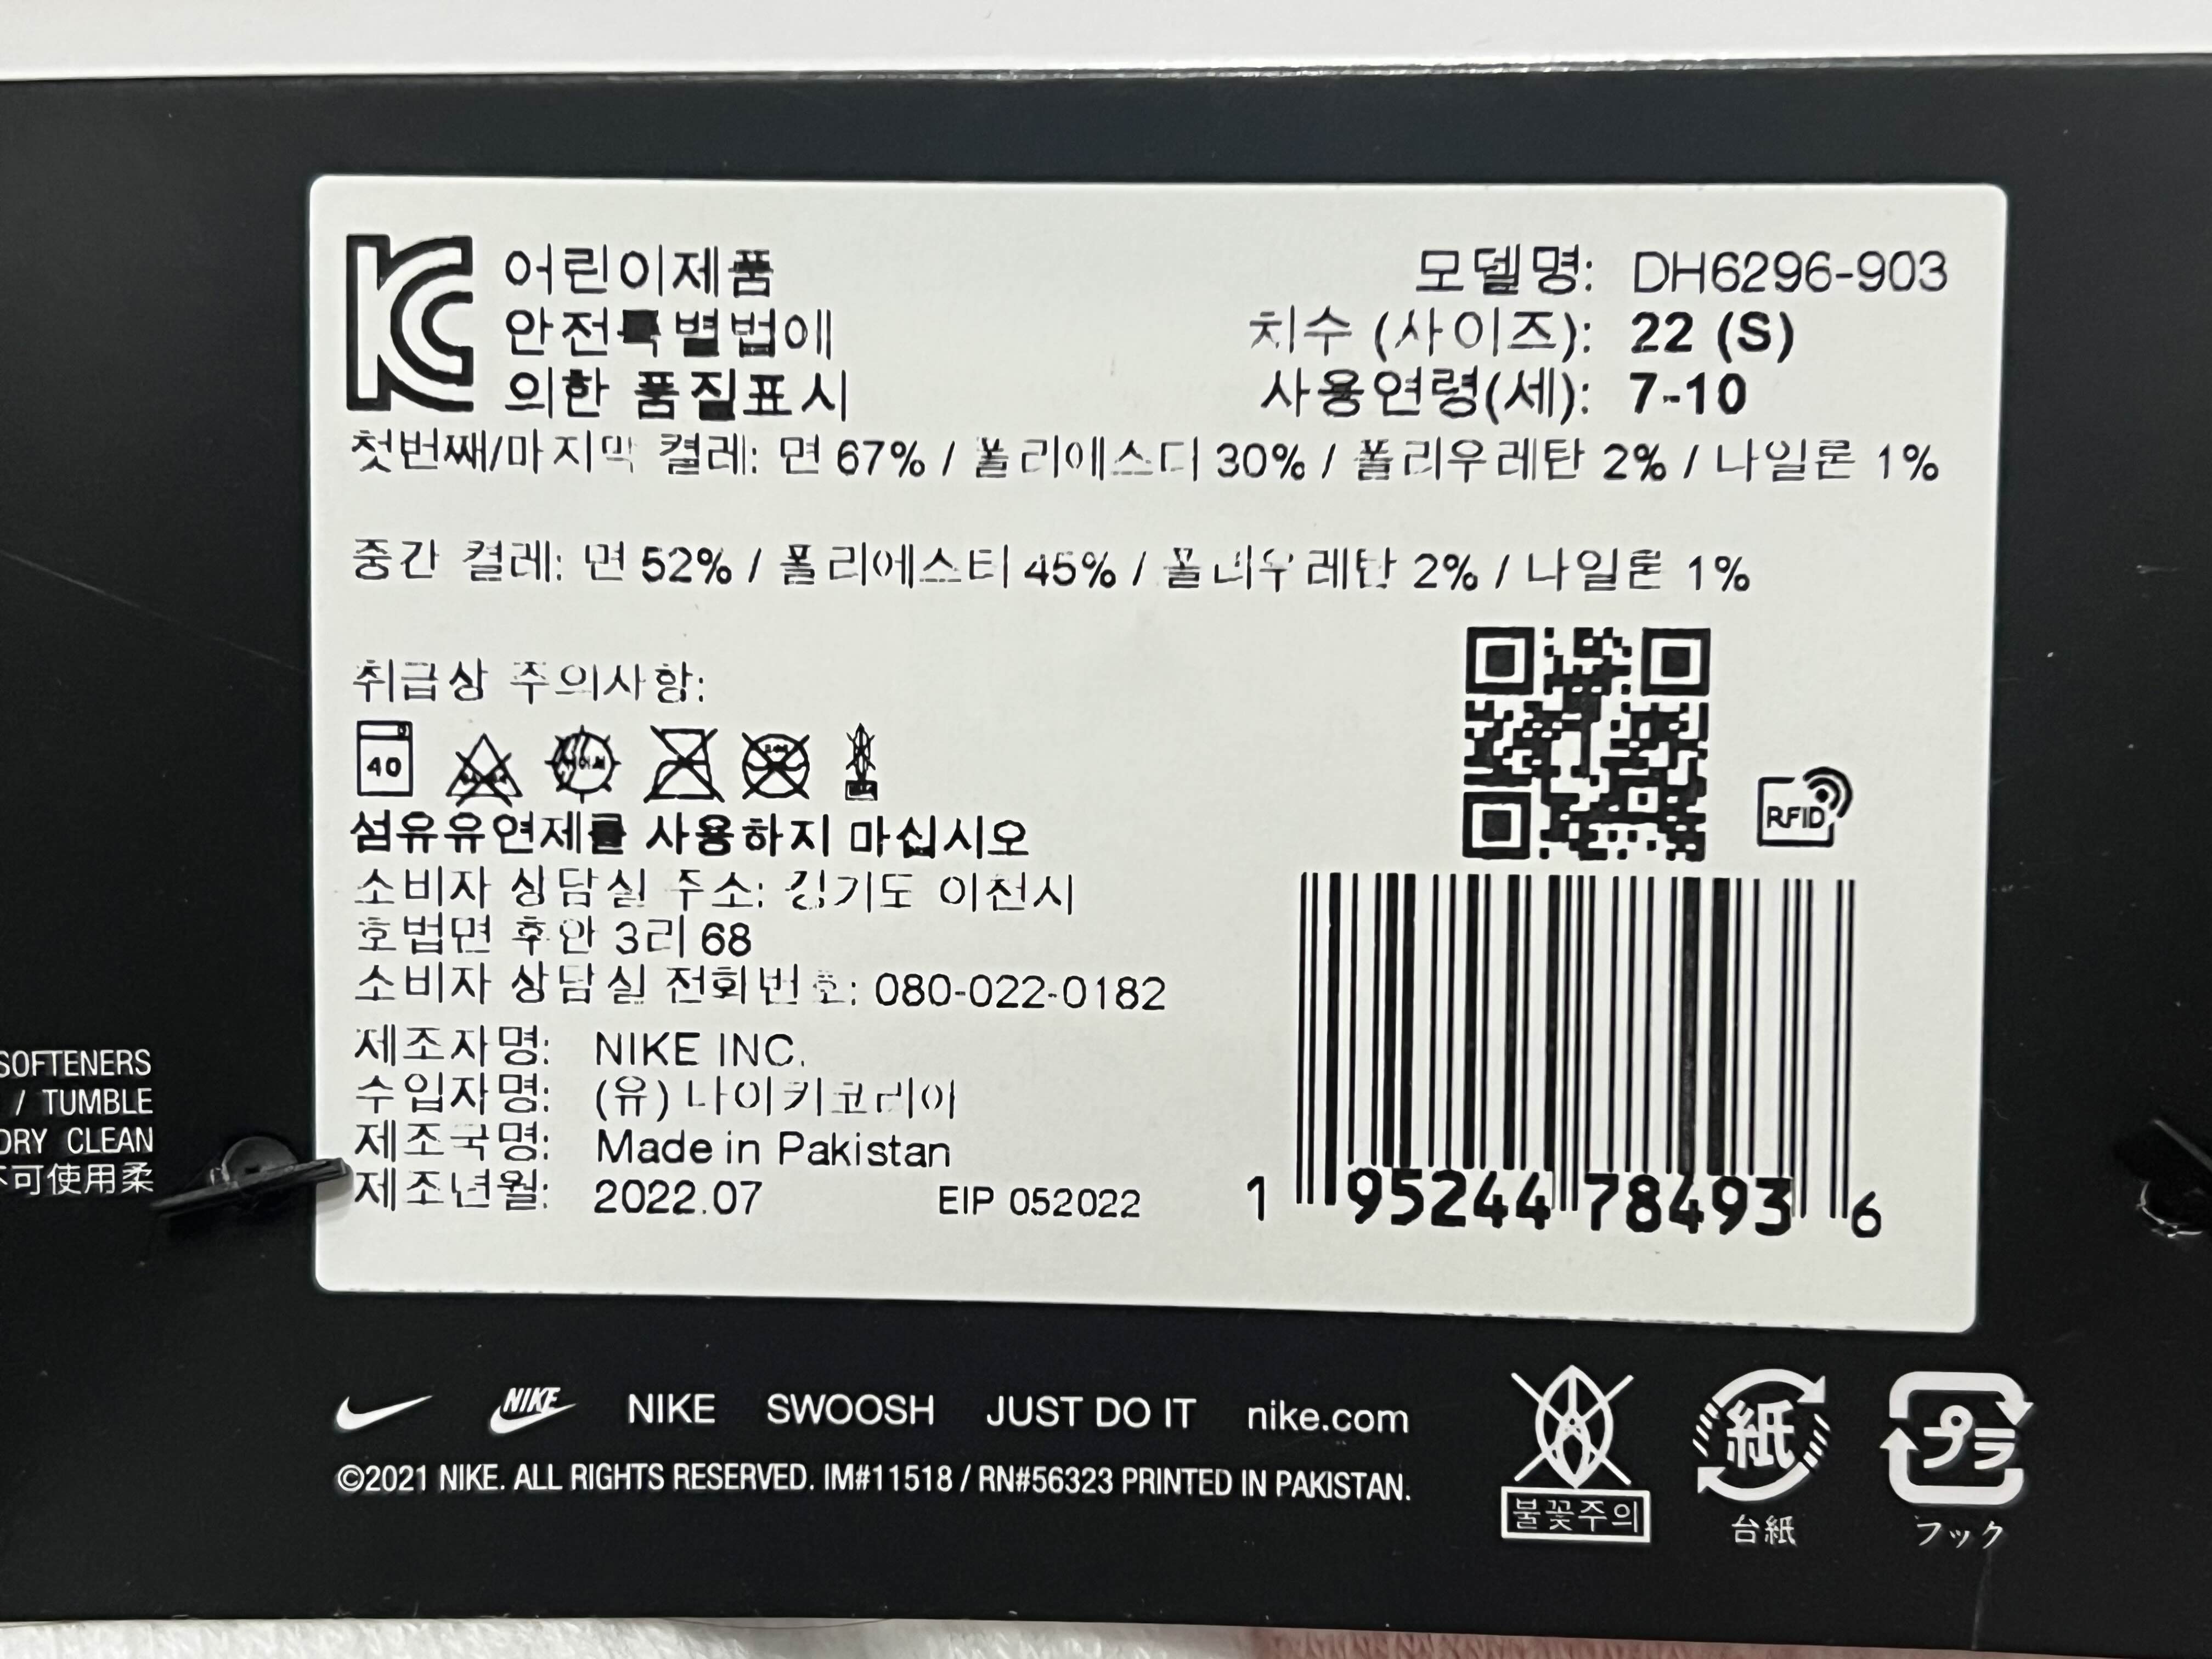 어린이제품
안전특별법에
의한 품질표시
모델명: DH6296-903
치수 (사이즈): 22 (S)
사용연령(세): 7-10
첫번째/마지막 켤레: 면 67% / 폴리에스터 30% / 폴리우레탄 2% / 나일론 1%
중간 켤레: 면 52% / 폴리에스터 45% / 폴리우레탄 2% / 나일론 1%
취급상 주의사항:
40
섬유유연제를 사용하지 마십시오
소비자 상담실 주소: 경기도 이천시
호법면 후안 3리 68
소비자 상담실 전화번호: 080-022-0182
제조자명: NIKE INC.
수입자명: (유) 나이키코리아
제조국명: Made in Pakistan
제조년월: 2022.07
EIP 052022
RFID
1 95244 78493 6
SOFTENERS
/ TUMBLE
DRY CLEAN
不可使用柔
NIKE NIKE SWOOSH JUST DO IT nike.com
©2021 NIKE. ALL RIGHTS RESERVED. IM#11518 / RN#56323 PRINTED IN PAKISTAN.
불꽃주의
紙
台紙
プラ
フック